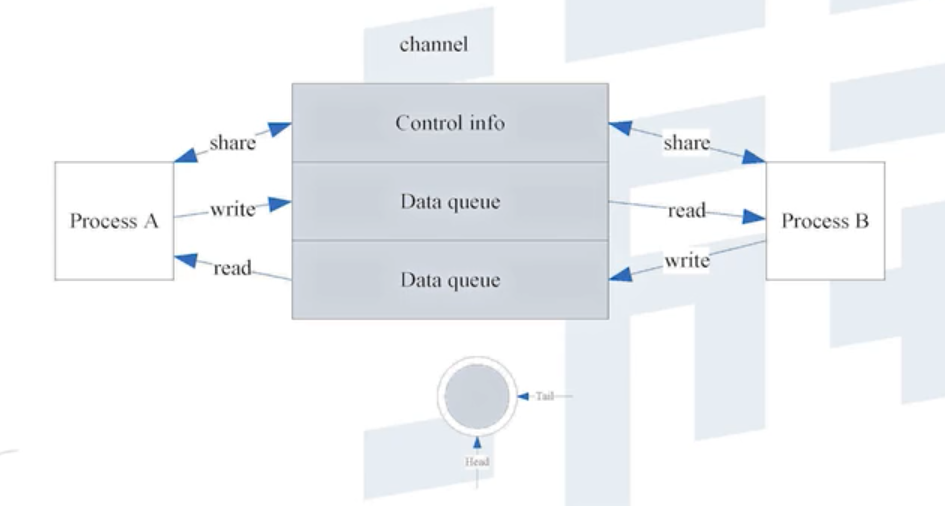 channel
Control info
share
share
Process A
write
Data queue
read
Process B
read
Data queue
write
Tail
Head